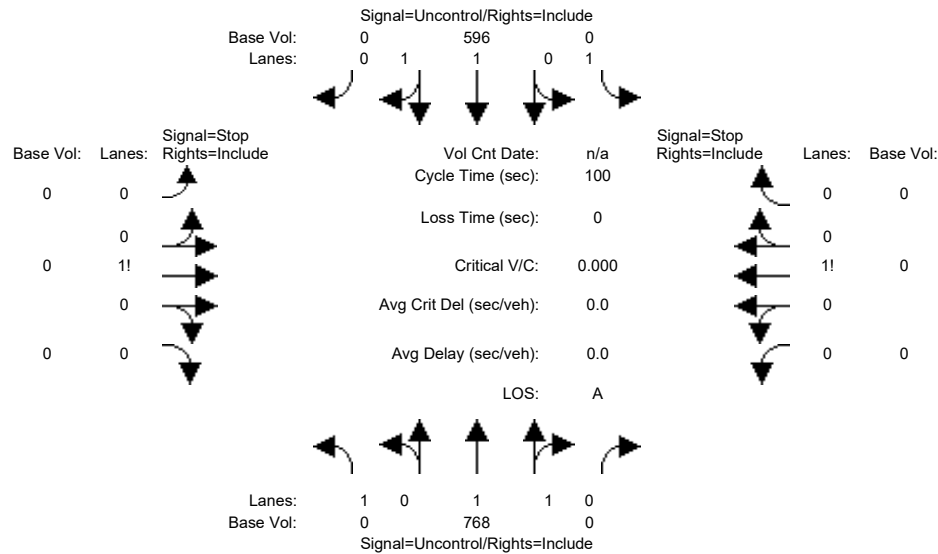 Signal=Uncontrol/Rights=Include
Base Vol: 0 596 0
Lanes: 0 1 1 0 1
Signal=Stop Signal=Stop
Base Vol: Lanes: Rights=Include Vol Cnt Date: n/a Rights=Include Lanes: Base Vol:
Cycle Time (sec): 100
0 0 0 0
Loss Time (sec): 0
0 0
0 1! Critical V/C: 0.000 1! 0
0 Avg Crit Del (sec/veh): 0.0 0
0 0 Avg Delay (sec/veh): 0.0 0 0
LOS: A
Lanes: 1 0 1 1 0
Base Vol: 0 768 0
Signal=Uncontrol/Rights=Include